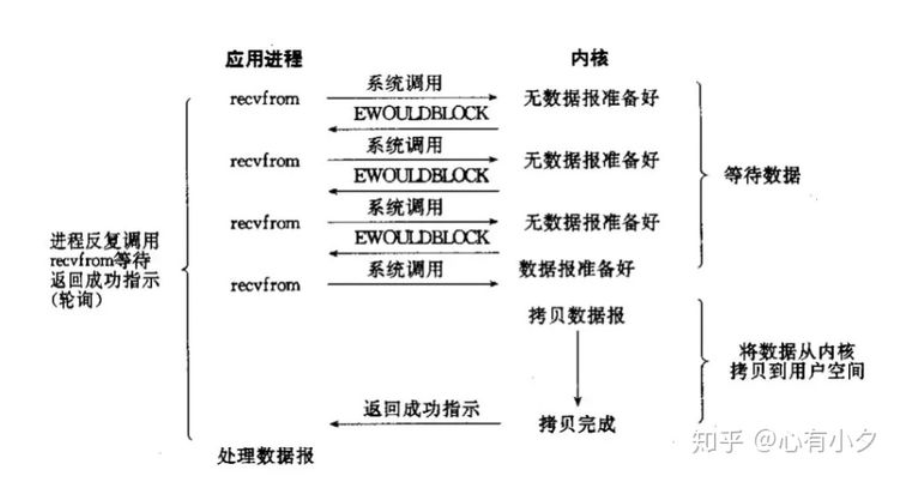 应用进程 内核
系统调用
recvfrom 无数据报准备好
EWOULDBLOCK
系统调用
recvfrom 无数据报准备好
EWOULDBLOCK
等待数据
系统调用
recvfrom 无数据报准备好
EWOULDBLOCK
系统调用 数据报准备好
recvfrom
进程反复调用
recvfrom等待
返回成功指示
(轮询)
拷贝数据报
将数据从内核
拷贝到用户空间
返回成功指示
拷贝完成
处理数据报
知乎 @心有小夕